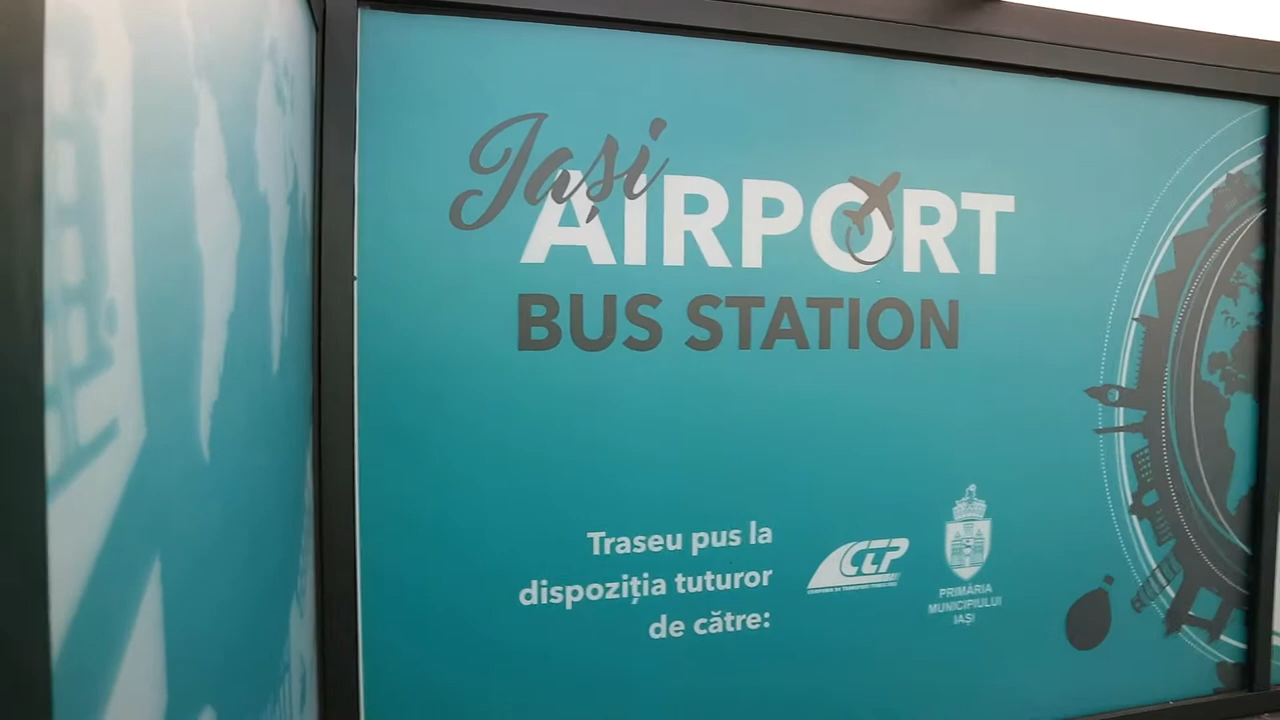 Iași
AIRPORT
BUS STATION
Traseu pus la
dispoziția tuturor
de către:
CTP
PRIMĂRIA
MUNICIPIULUI
IAȘI